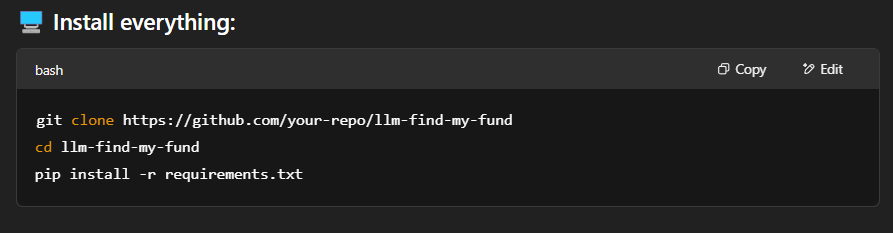 Install everything:
bash
Copy
Edit
git clone https://github.com/your-repo/llm-find-my-fund
cd llm-find-my-fund
pip install -r requirements.txt